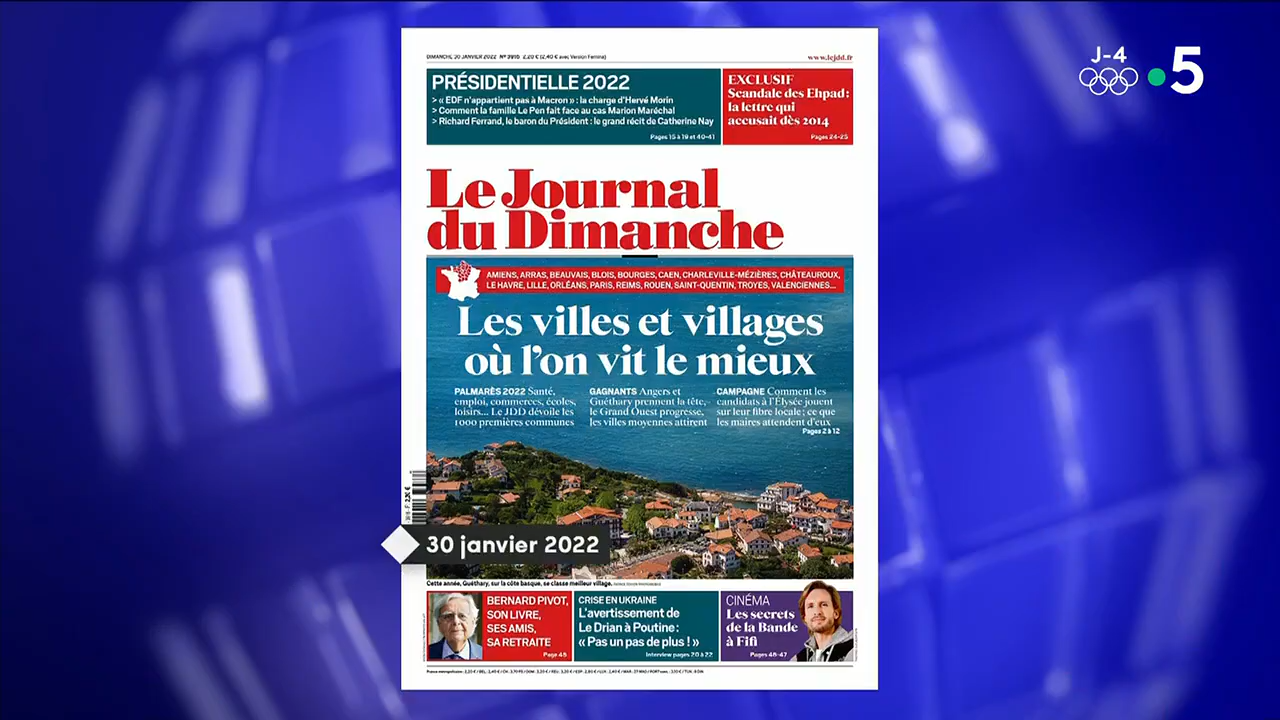 J-4
5
DIMANCHE 30 JANVIER 2022 N° 3916 2,20 € (2,40 € avec Version Femina)
www.lejdd.fr
PRÉSIDENTIELLE 2022
> « EDF n'appartient pas à Macron » : la charge d'Hervé Morin
> Comment la famille Le Pen fait face au cas Marion Maréchal
> Richard Ferrand, le baron du Président : le grand récit de Catherine Nay
Pages 15 à 19 et 40-41
EXCLUSIF
Scandale des Ehpad :
la lettre qui
accusait dès 2014
Pages 24-25
Le Journal
du Dimanche
AMIENS, ARRAS, BEAUVAIS, BLOIS, BOURGES, CAEN, CHARLEVILLE-MÉZIÈRES, CHÂTEAUROUX,
LE HAVRE, LILLE, ORLÉANS, PARIS, REIMS, ROUEN, SAINT-QUENTIN, TROYES, VALENCIENNES...
Les villes et villages
où l'on vit le mieux
PALMARÈS 2022 Santé,
emploi, commerces, écoles,
loisirs... Le JDD dévoile les
1 000 premières communes
GAGNANTS Angers et
Guéthary prennent la tête,
le Grand Ouest progresse,
les villes moyennes attirent
CAMPAGNE Comment les
candidats à l'Élysée jouent
sur leur fibre locale ; ce que
les maires attendent d'eux
Pages 2 à 12
30 janvier 2022
Cette année, Guéthary, sur la côte basque, se classe meilleur village.
BERNARD PIVOT,
SON LIVRE,
SES AMIS,
SA RETRAITE
Page 45
CRISE EN UKRAINE
L'avertissement de
Le Drian à Poutine :
« Pas un pas de plus ! »
Interview pages 20 à 22
CINÉMA
Les secrets
de la Bande
à Fifi
Pages 46-47